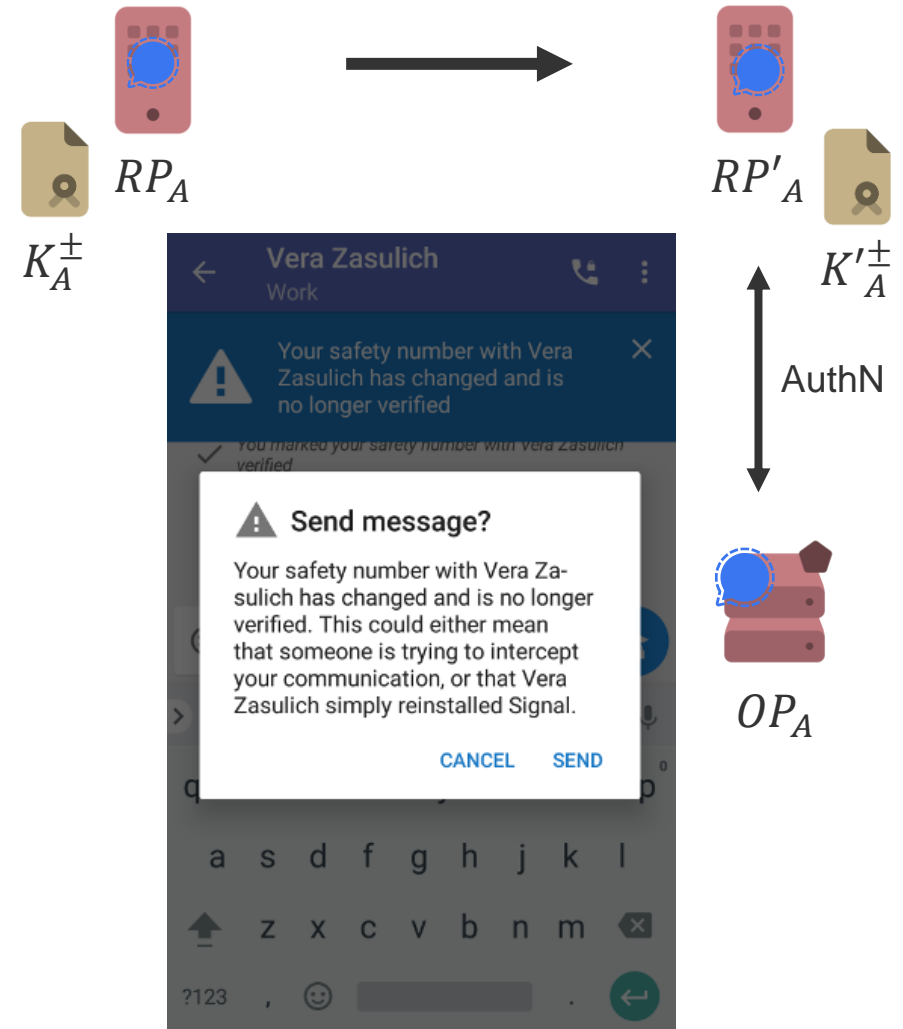 RP_A
RP'_A
K_A^±
K'_A^±
Vera Zasulich
Work
Your safety number with Vera
Zasulich has changed and is
no longer verified
AuthN
You marked your safety number with Vera Zasulich
verified
Send message?
Your safety number with Vera Za-
sulich has changed and is no longer
verified. This could either mean
that someone is trying to intercept
your communication, or that Vera
Zasulich simply reinstalled Signal.
CANCEL SEND
OP_A
q p 0
a s d f g h j k l
z x c v b n m
?123 , .